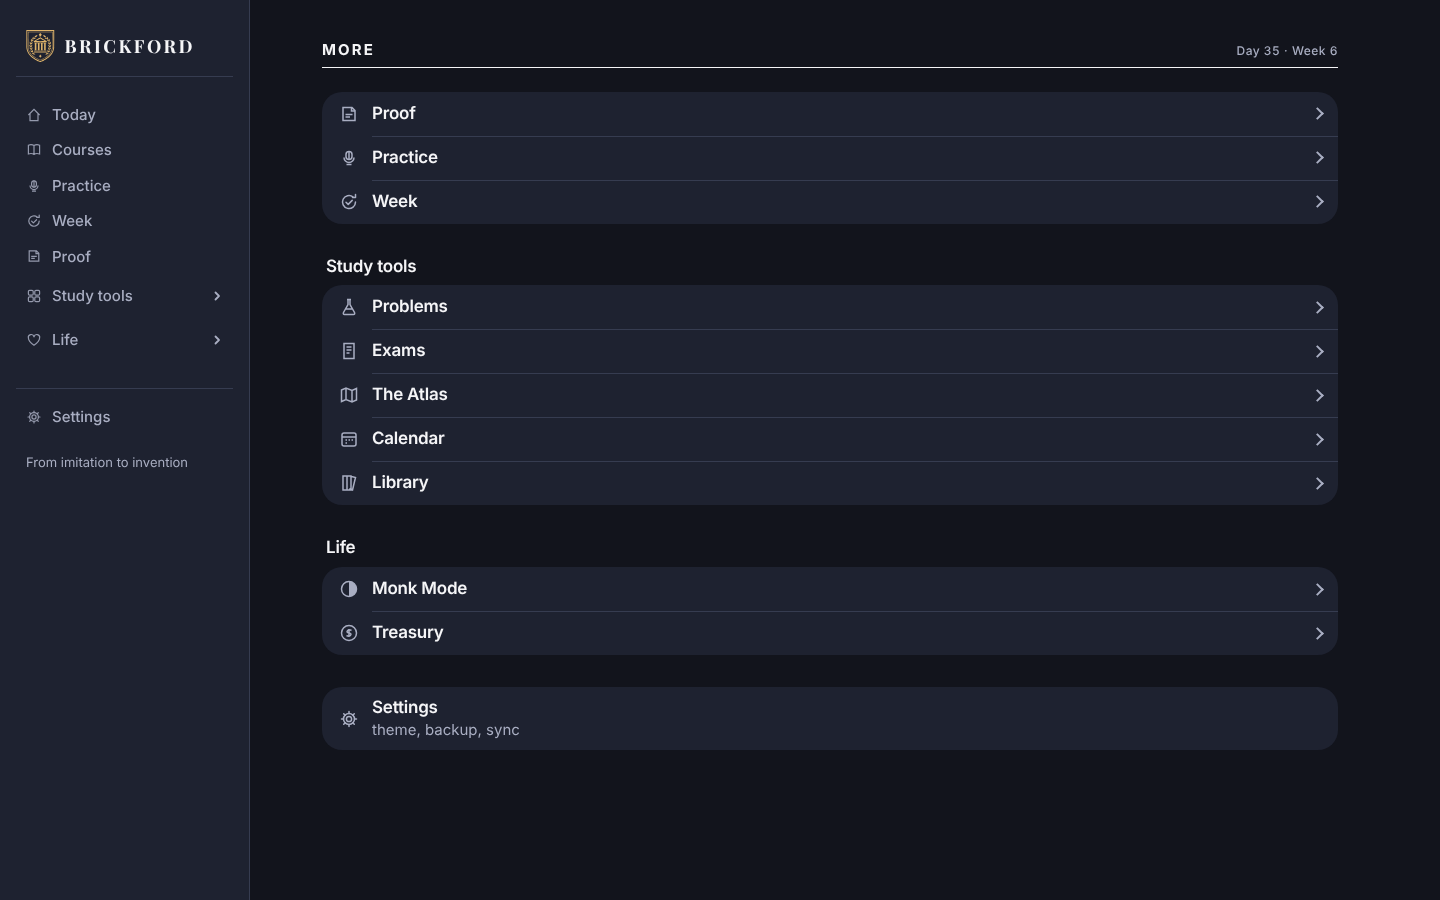 BRICKFORD
Today
Courses
Practice
Week
Proof
Study tools
Life
Settings
From imitation to invention
MORE
Day 35 · Week 6
Proof
Practice
Week
Study tools
Problems
Exams
The Atlas
Calendar
Library
Life
Monk Mode
Treasury
Settings
theme, backup, sync